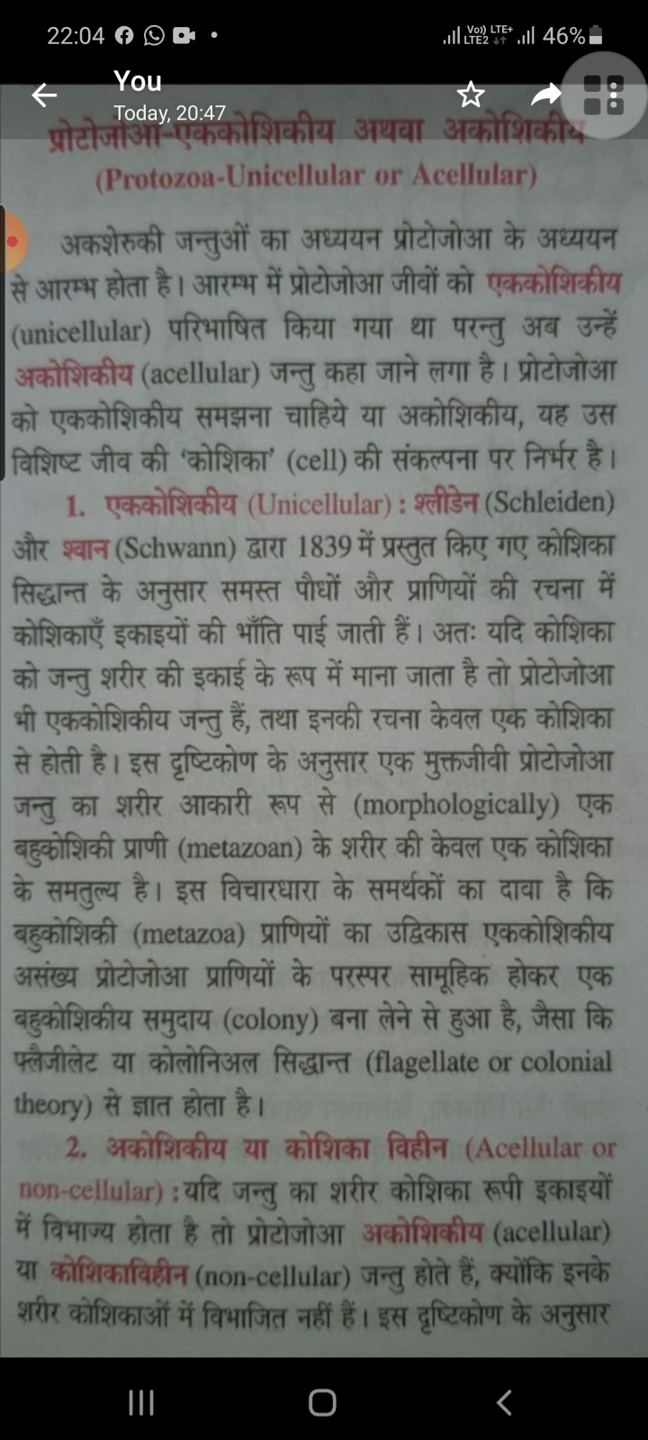 22:04
Vo)) LTE+
LTE2
46%
You
Today, 20:47
प्रोटोजोआ-एककोशिकीय अथवा अकोशिकीय
(Protozoa-Unicellular or Acellular)
अकशेरुकी जन्तुओं का अध्ययन प्रोटोजोआ के अध्ययन
से आरम्भ होता है। आरम्भ में प्रोटोजोआ जीवों को एककोशिकीय
(unicellular) परिभाषित किया गया था परन्तु अब उन्हें
अकोशिकीय (acellular) जन्तु कहा जाने लगा है। प्रोटोजोआ
को एककोशिकीय समझना चाहिये या अकोशिकीय, यह उस
विशिष्ट जीव की ‘कोशिका’ (cell) की संकल्पना पर निर्भर है।
1. एककोशिकीय (Unicellular) : श्लीडेन (Schleiden)
और श्वान (Schwann) द्वारा 1839 में प्रस्तुत किए गए कोशिका
सिद्धान्त के अनुसार समस्त पौधों और प्राणियों की रचना में
कोशिकाएँ इकाइयों की भाँति पाई जाती हैं। अतः यदि कोशिका
को जन्तु शरीर की इकाई के रूप में माना जाता है तो प्रोटोजोआ
भी एककोशिकीय जन्तु हैं, तथा इनकी रचना केवल एक कोशिका
से होती है। इस दृष्टिकोण के अनुसार एक मुक्तजीवी प्रोटोजोआ
जन्तु का शरीर आकारी रूप से (morphologically) एक
बहुकोशिकी प्राणी (metazoan) के शरीर की केवल एक कोशिका
के समतुल्य है। इस विचारधारा के समर्थकों का दावा है कि
बहुकोशिकी (metazoa) प्राणियों का उद्विकास एककोशिकीय
असंख्य प्रोटोजोआ प्राणियों के परस्पर सामूहिक होकर एक
बहुकोशिकीय समुदाय (colony) बना लेने से हुआ है, जैसा कि
फ्लैजीलेट या कोलोनिअल सिद्धान्त (flagellate or colonial
theory) से ज्ञात होता है।
2. अकोशिकीय या कोशिका विहीन (Acellular or
non-cellular) : यदि जन्तु का शरीर कोशिका रूपी इकाइयों
में विभाज्य होता है तो प्रोटोजोआ अकोशिकीय (acellular)
या कोशिकाविहीन (non-cellular) जन्तु होते हैं, क्योंकि इनके
शरीर कोशिकाओं में विभाजित नहीं हैं। इस दृष्टिकोण के अनुसार